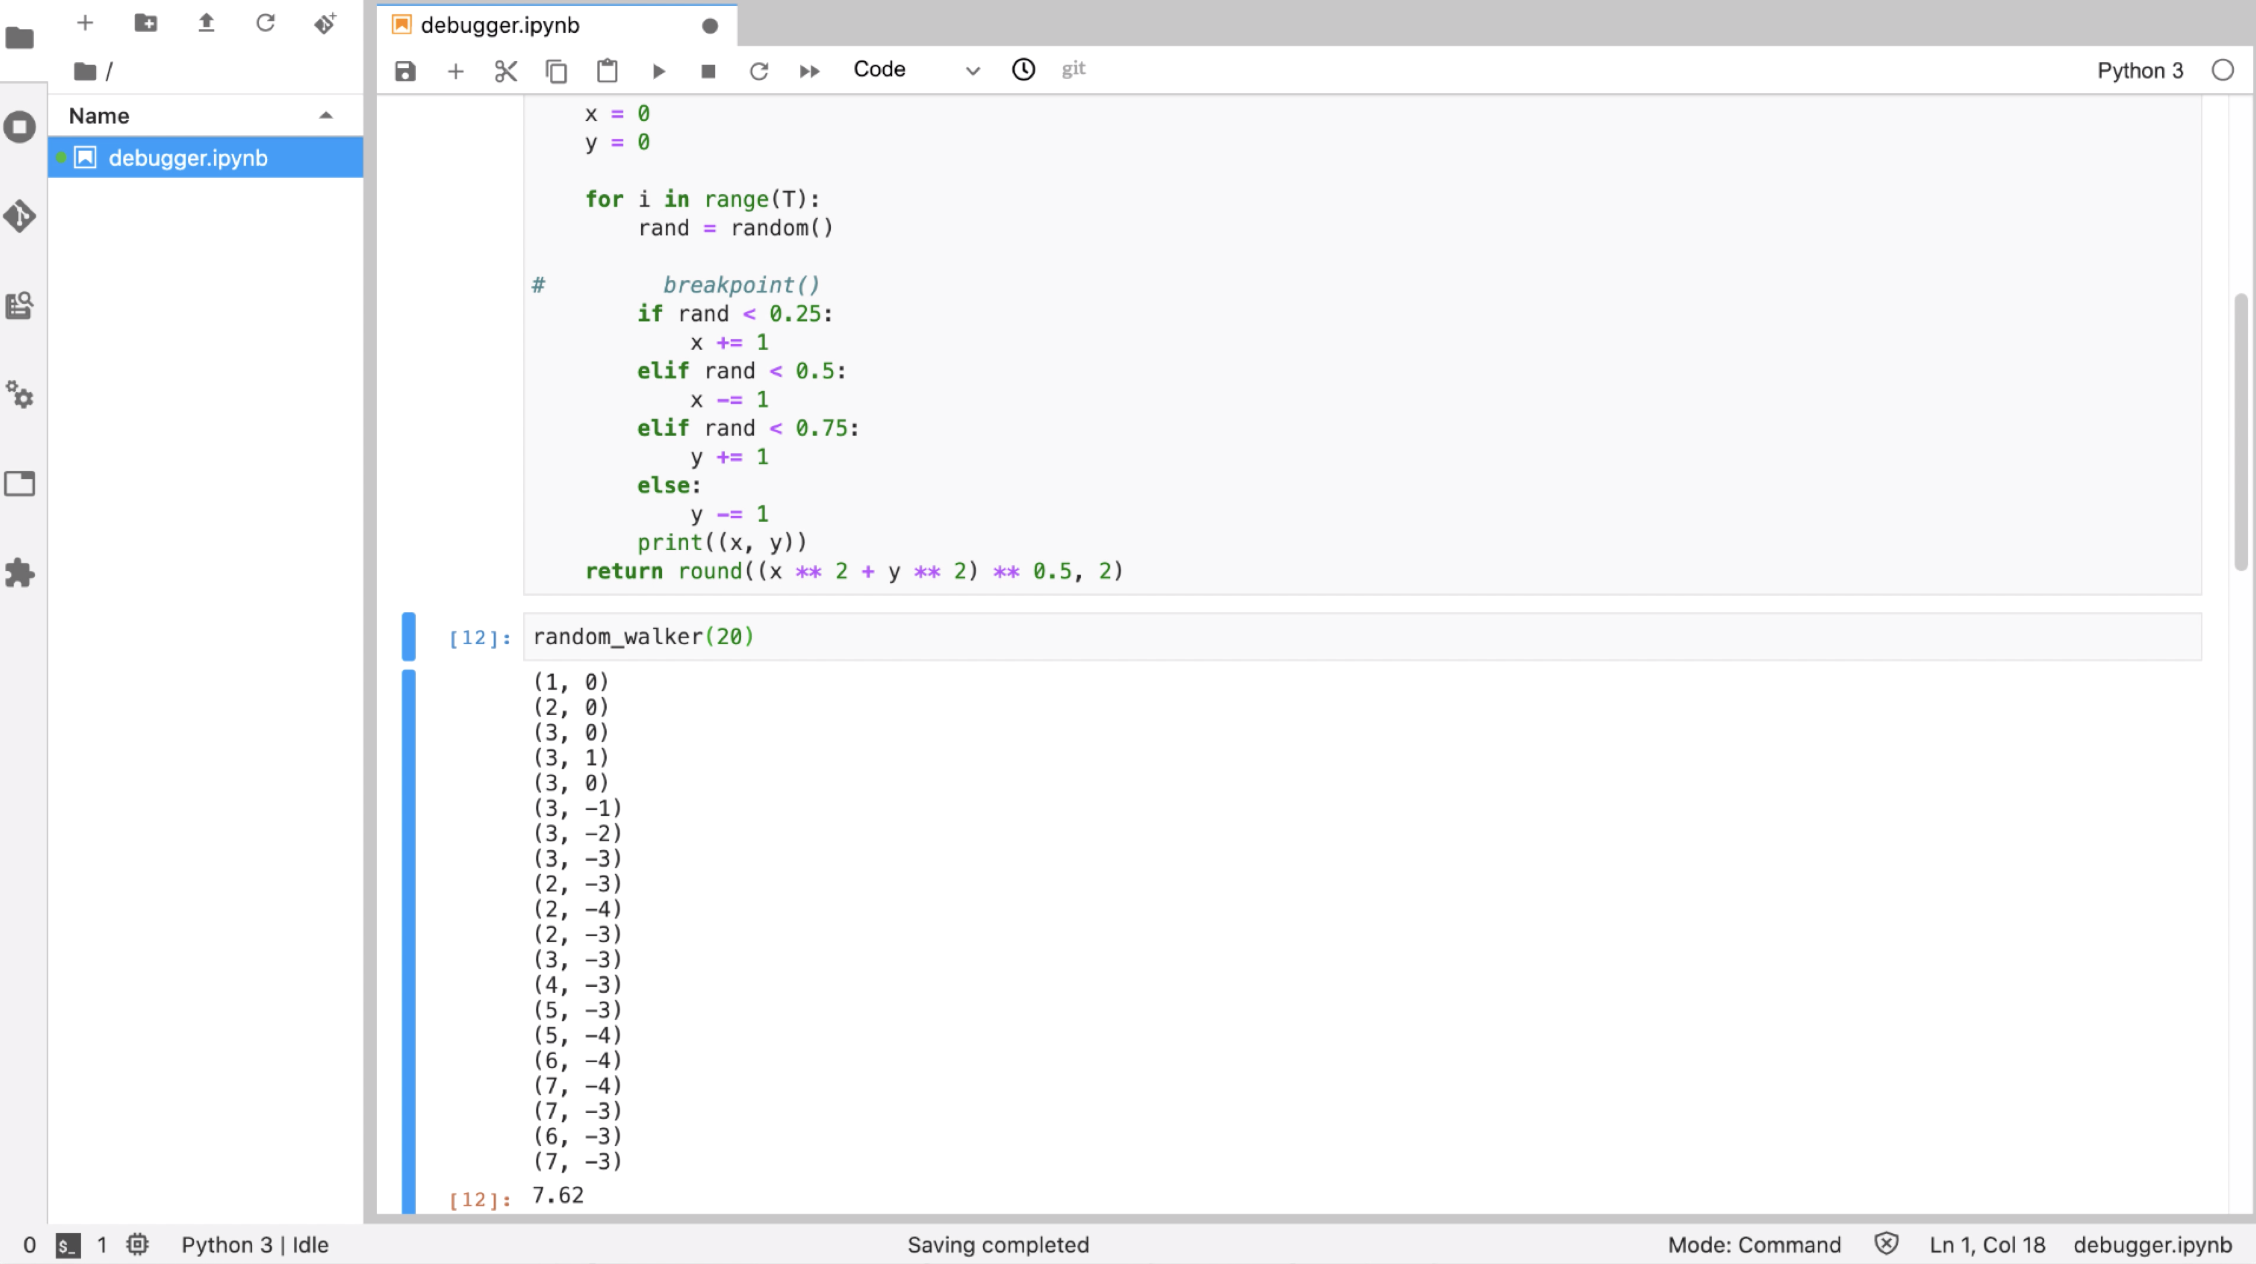 debugger.ipynb
/
Code
git
Python 3
Name
debugger.ipynb
x = 0
y = 0
for i in range(T):
rand = random()
# breakpoint()
if rand < 0.25:
x += 1
elif rand < 0.5:
x -= 1
elif rand < 0.75:
y += 1
else:
y -= 1
print((x, y))
return round((x ** 2 + y ** 2) ** 0.5, 2)
[12]: random_walker(20)
(1, 0)
(2, 0)
(3, 0)
(3, 1)
(3, 0)
(3, -1)
(3, -2)
(3, -3)
(2, -3)
(2, -4)
(2, -3)
(3, -3)
(4, -3)
(5, -3)
(5, -4)
(6, -4)
(7, -4)
(7, -3)
(6, -3)
(7, -3)
[12]: 7.62
0 $_ 1 Python 3 | Idle Saving completed Mode: Command Ln 1, Col 18 debugger.ipynb